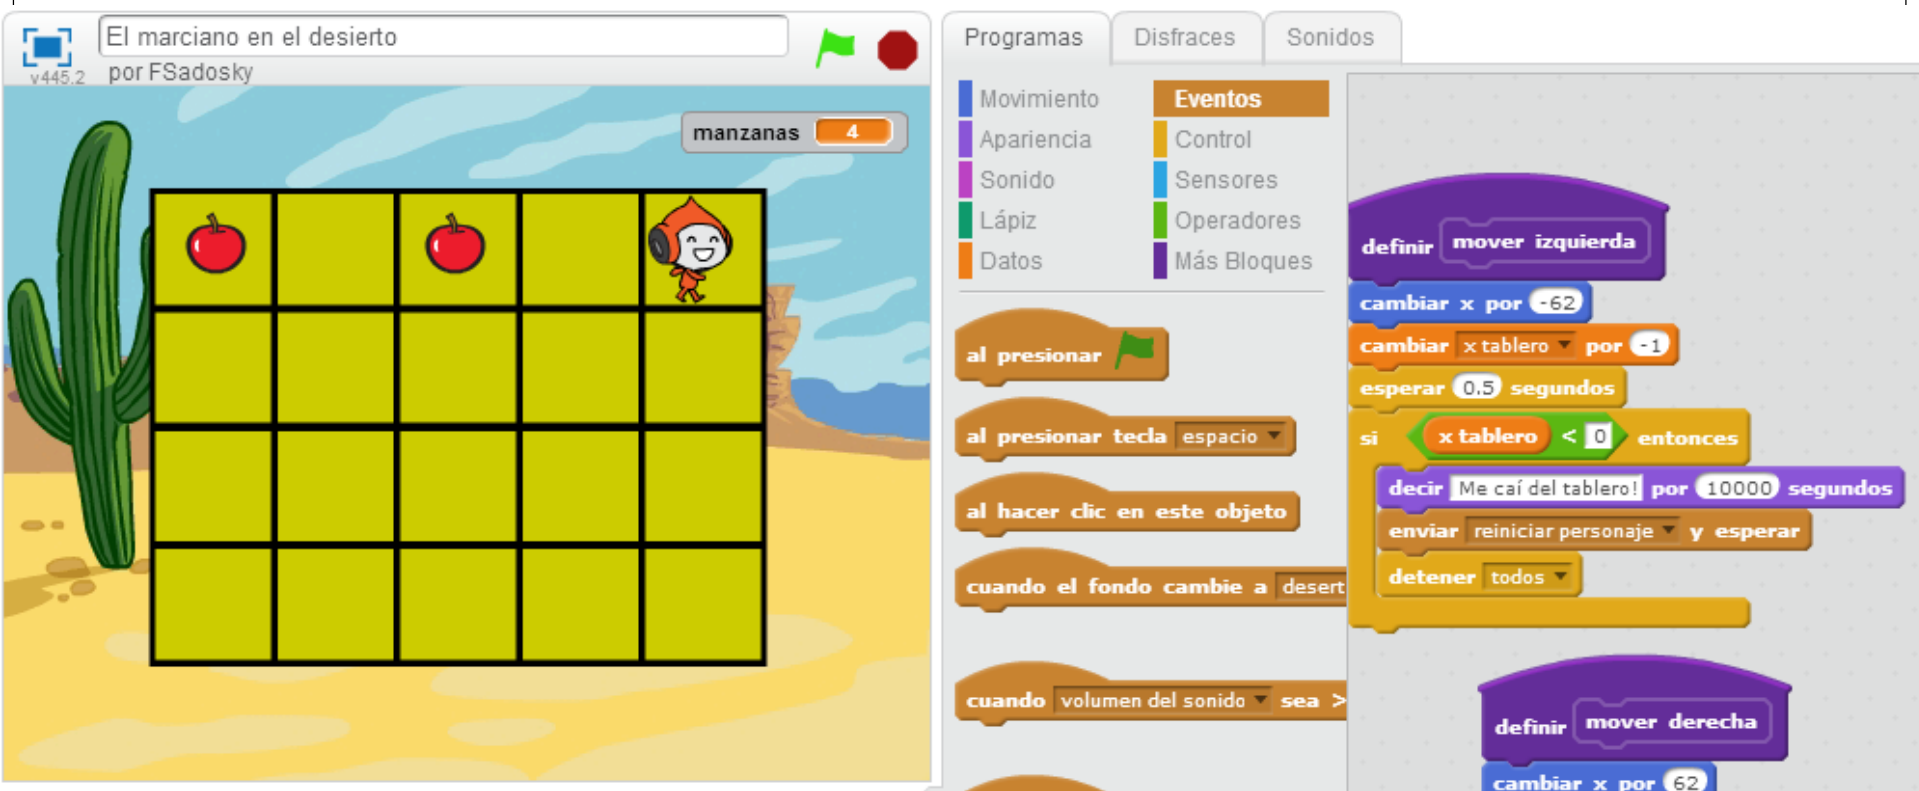 El marciano en el desierto
v445.2
por FSadosky
manzanas 4
Programas
Disfraces
Sonidos
Movimiento
Apariencia
Sonido
Lápiz
Datos
Eventos
Control
Sensores
Operadores
Más Bloques
al presionar
al presionar tecla espacio
al hacer clic en este objeto
cuando el fondo cambie a desert
cuando volumen del sonido sea >
definir mover izquierda
cambiar x por -62
cambiar x tablero por -1
esperar 0.5 segundos
si x tablero < 0 entonces
decir Me caí del tablero! por 10000 segundos
enviar reiniciar personaje y esperar
detener todos
definir mover derecha
cambiar x por 62